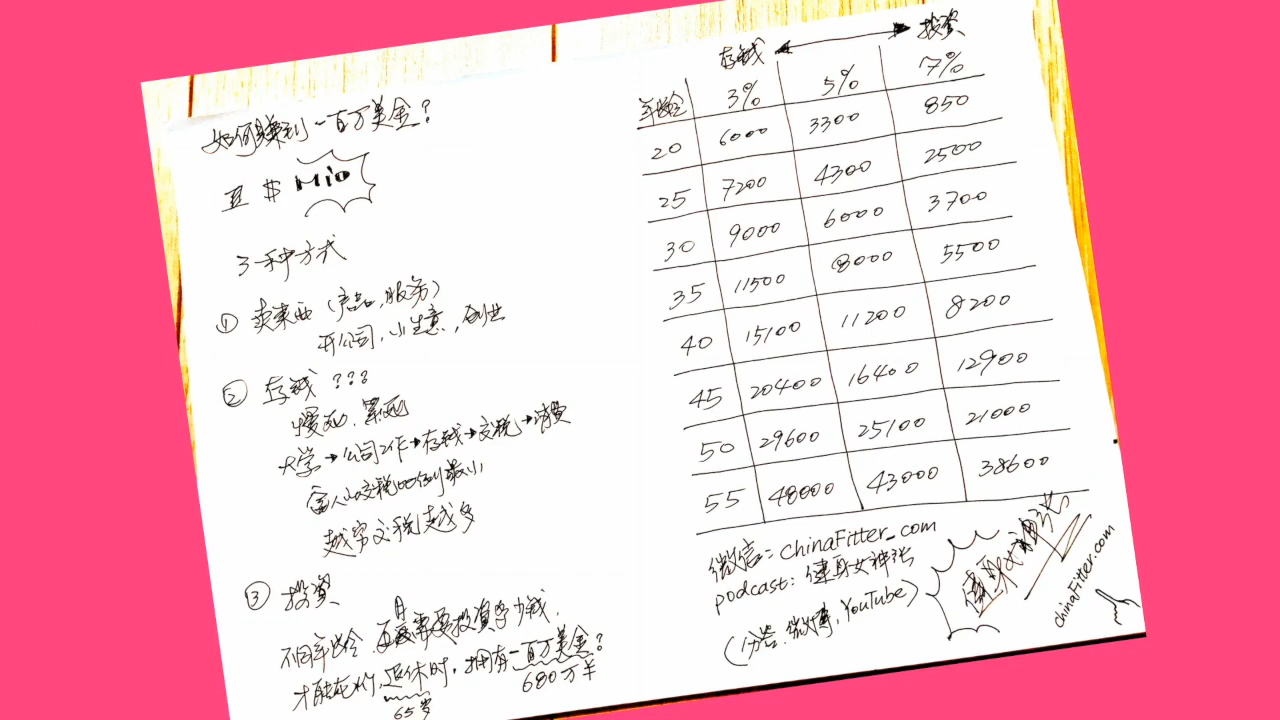 如何赚到一百万美金?
$ Mio
3种方式
① 卖东西 (产品,服务)
开公司,小生意,创业
② 存钱 ???
慢死,累死
大学→公司工作→存钱→交税→消费
富人交税比例最小
越穷交税越多
③ 投资
不同年龄,每月需要投资多少钱,
才能在你退休时,拥有一百万美金?
65岁 680万¥
存钱 ↔ 投资
年龄 3% 5% 7%
20 6000 3300 850
25 7200 4300 2500
30 9000 6000 3700
35 11500 8000 5500
40 15100 11200 8200
45 20400 16400 12900
50 29600 25100 21000
55 48000 43000 38600
微信: chinaFitter_com
podcast: 健身女神张
(分答,微博,YouTube)
健身女神张
chinaFitter.com